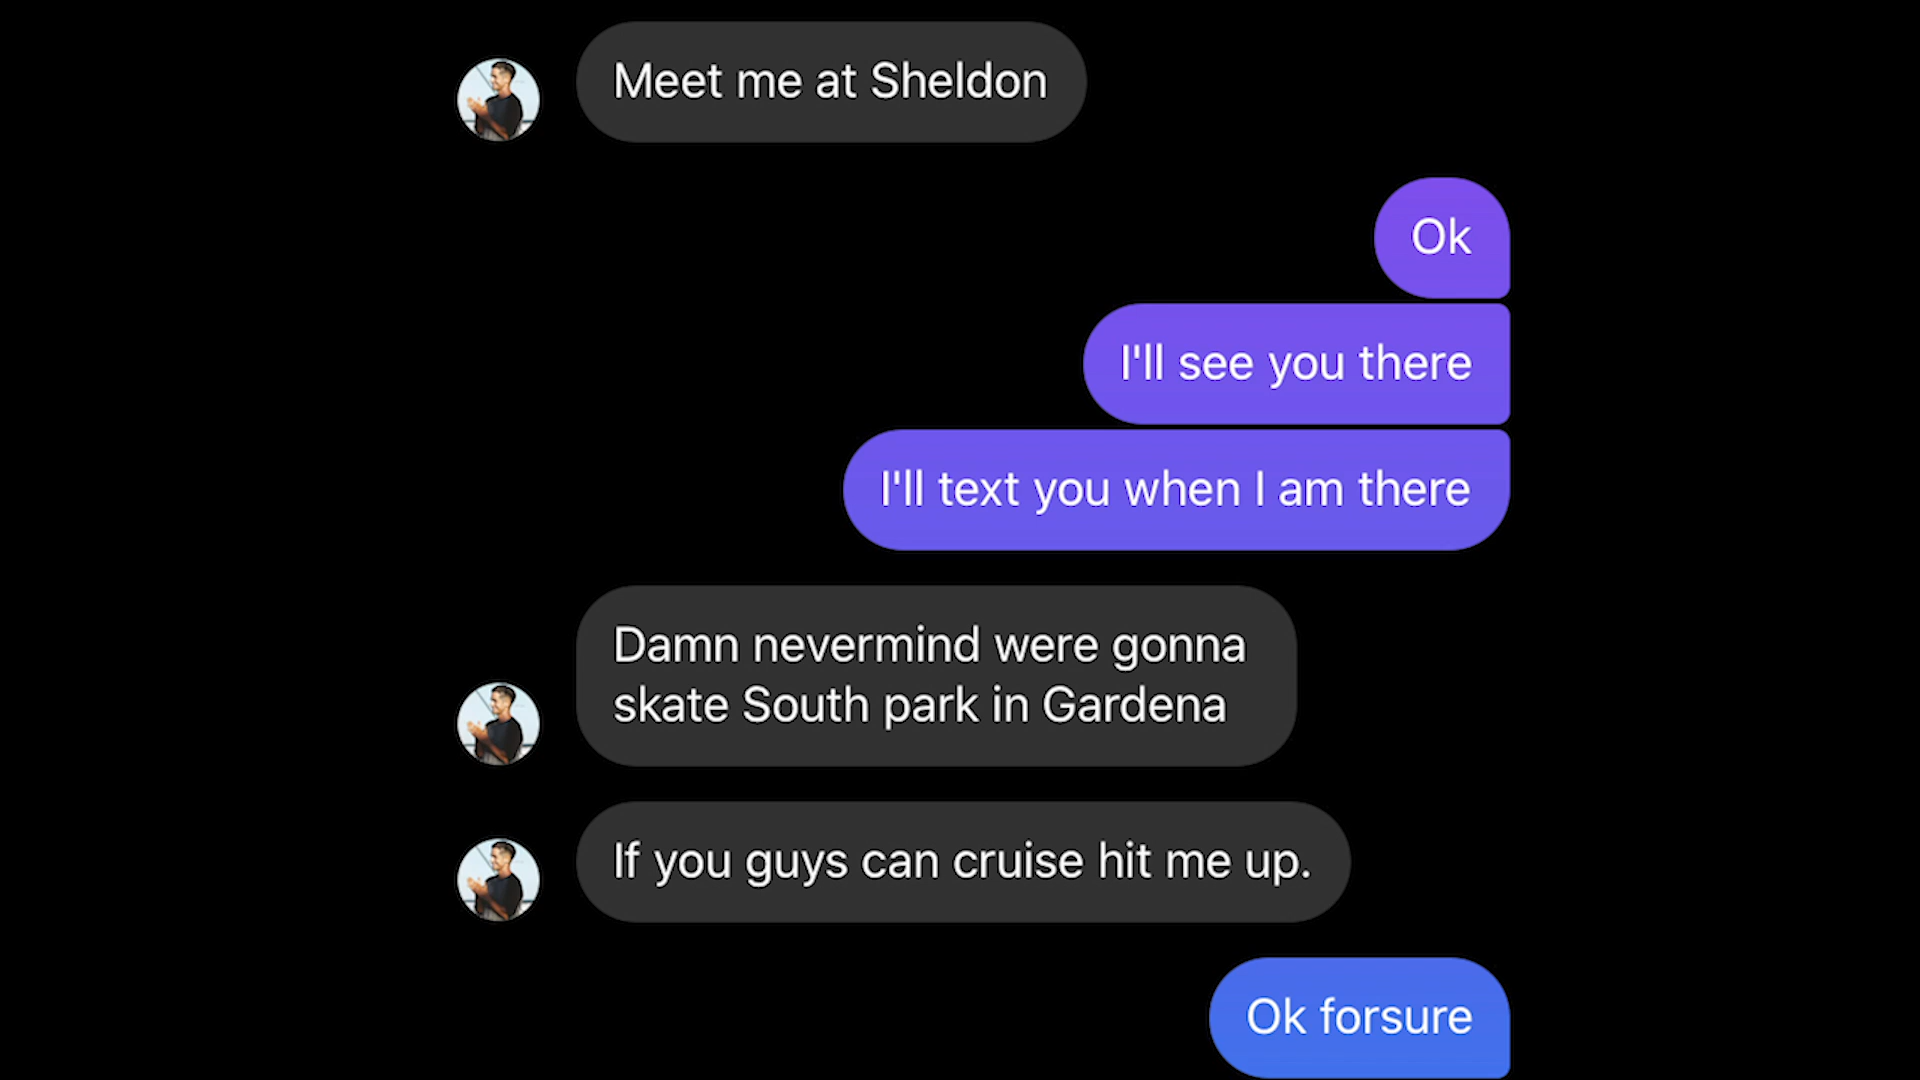 Meet me at Sheldon
Ok
I'll see you there
I'll text you when I am there
Damn nevermind were gonna
skate South park in Gardena
If you guys can cruise hit me up.
Ok forsure